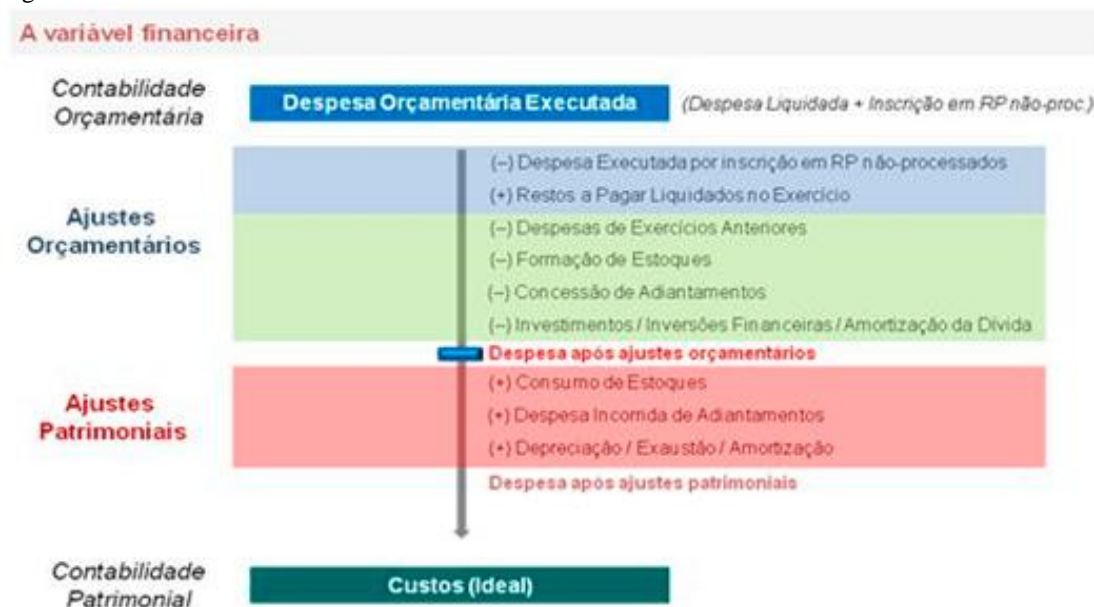 A variável financeira
Contabilidade
Orçamentária
Despesa Orçamentária Executada
(Despesa Liquidada + Inscrição em RP não-proc.)
Ajustes
Orçamentários
(–) Despesa Executada por inscrição em RP não-processados
(+) Restos a Pagar Liquidados no Exercício
(–) Despesas de Exercícios Anteriores
(–) Formação de Estoques
(–) Concessão de Adiantamentos
(–) Investimentos / Inversões Financeiras / Amortização da Dívida
Despesa após ajustes orçamentários
Ajustes
Patrimoniais
(+) Consumo de Estoques
(+) Despesa Incorrida de Adiantamentos
(+) Depreciação / Exaustão / Amortização
Despesa após ajustes patrimoniais
Contabilidade
Patrimonial
Custos (Ideal)